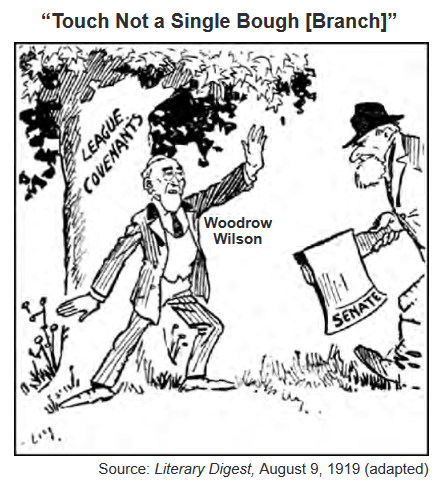 “Touch Not a Single Bough [Branch]”
LEAGUE
COVENANTS
Woodrow
Wilson
SENATE
Source: Literary Digest, August 9, 1919 (adapted)